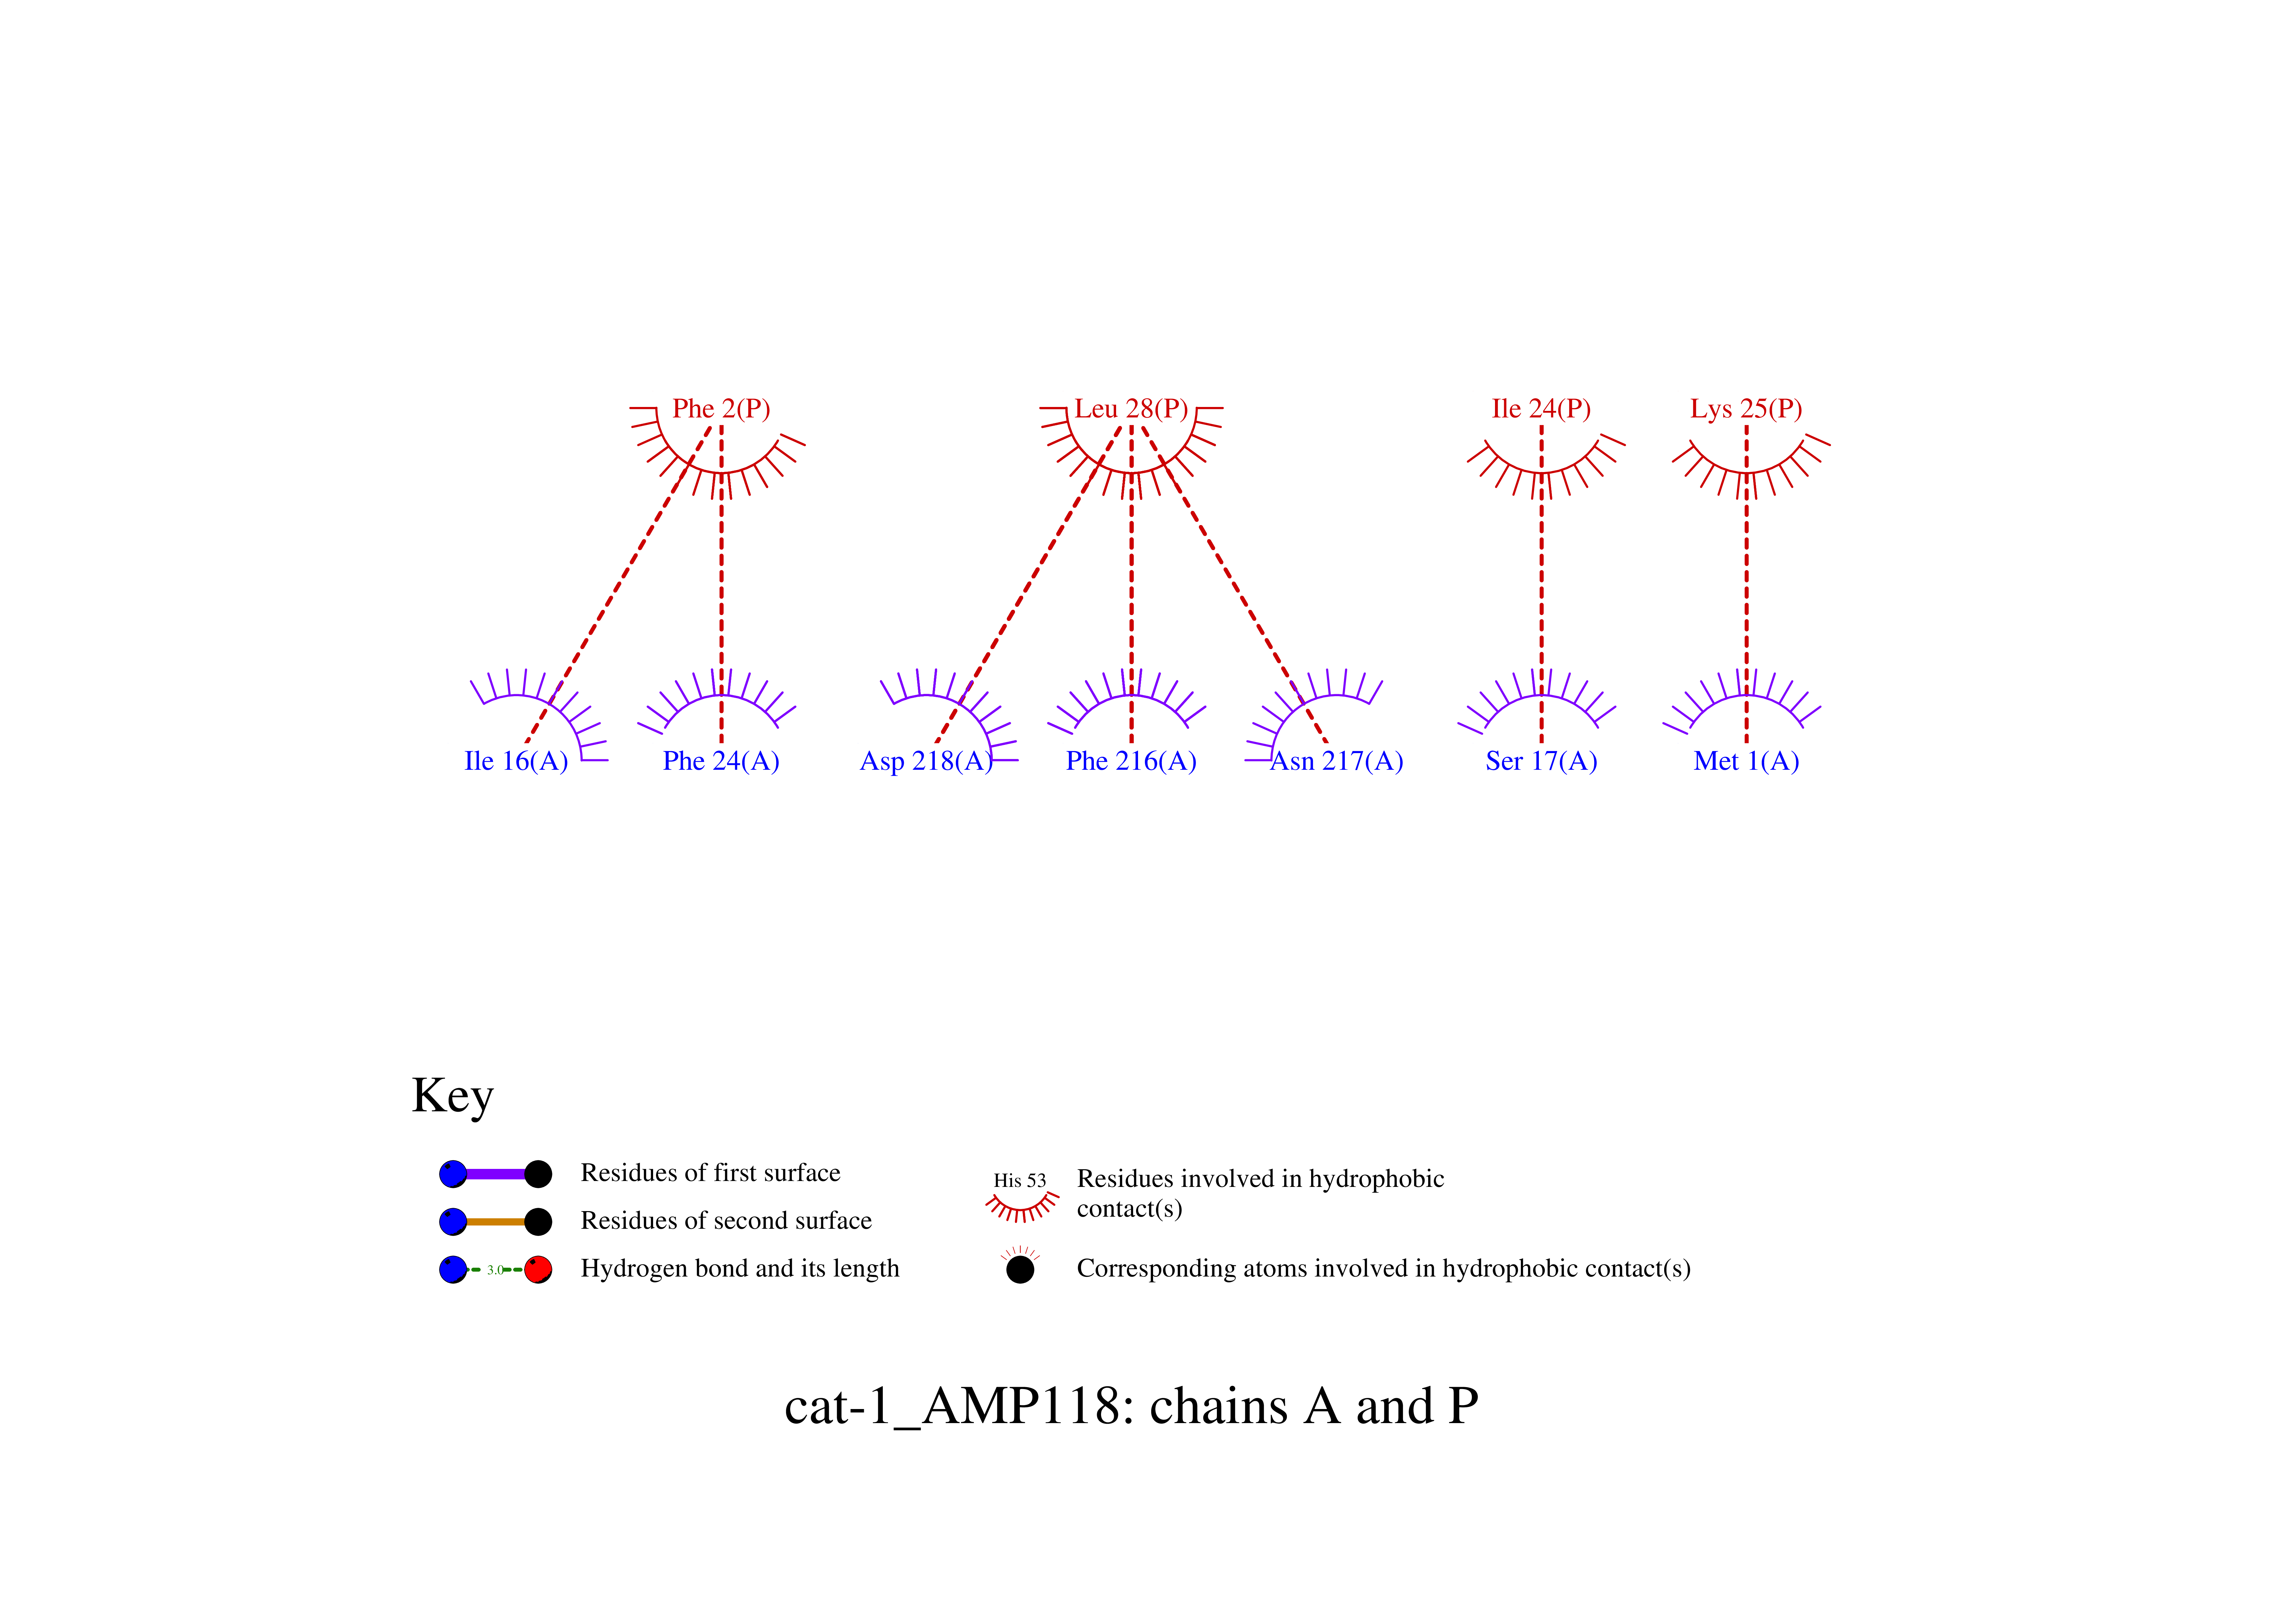 Phe 2(P) Leu 28(P) Ile 24(P) Lys 25(P)
Ile 16(A) Phe 24(A) Asp 218(A) Phe 216(A) Asn 217(A) Ser 17(A) Met 1(A)
Key
Residues of first surface
Residues of second surface
3.0 Hydrogen bond and its length
His 53 Residues involved in hydrophobic
contact(s)
Corresponding atoms involved in hydrophobic contact(s)
cat-1_AMP118: chains A and P